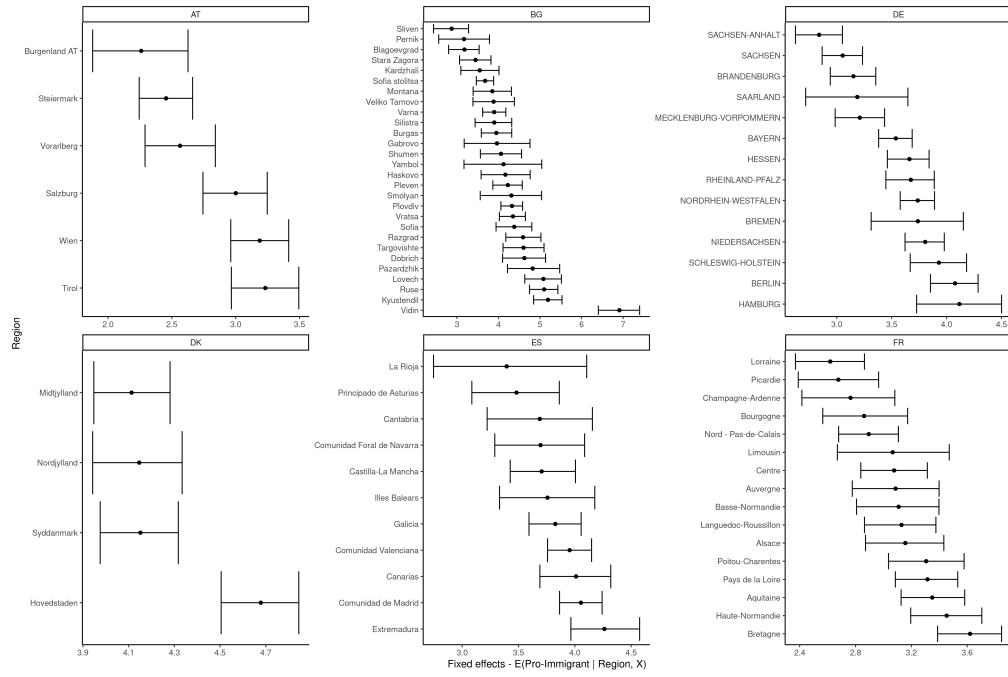 AT
Burgenland AT
Steiermark
Vorarlberg
Salzburg
Wien
Tirol
2.0 2.5 3.0 3.5
BG
Sliven
Pernik
Blagoevgrad
Stara Zagora
Kardzhali
Sofia stolitsa
Montana
Veliko Tarnovo
Varna
Silistra
Burgas
Gabrovo
Shumen
Yambol
Haskovo
Pleven
Smolyan
Plovdiv
Vratsa
Sofia
Razgrad
Targovishte
Dobrich
Pazardzhik
Lovech
Ruse
Kyustendil
Vidin
3 4 5 6 7
DE
SACHSEN-ANHALT
SACHSEN
BRANDENBURG
SAARLAND
MECKLENBURG-VORPOMMERN
BAYERN
HESSEN
RHEINLAND-PFALZ
NORDRHEIN-WESTFALEN
BREMEN
NIEDERSACHSEN
SCHLESWIG-HOLSTEIN
BERLIN
HAMBURG
3.0 3.5 4.0 4.5
Region
DK
Midtjylland
Nordjylland
Syddanmark
Hovedstaden
3.9 4.1 4.3 4.5 4.7
ES
La Rioja
Principado de Asturias
Cantabria
Comunidad Foral de Navarra
Castilla-La Mancha
Illes Balears
Galicia
Comunidad Valenciana
Canarias
Comunidad de Madrid
Extremadura
3.0 3.5 4.0 4.5
FR
Lorraine
Picardie
Champagne-Ardenne
Bourgogne
Nord - Pas-de-Calais
Limousin
Centre
Auvergne
Basse-Normandie
Languedoc-Roussillon
Alsace
Poitou-Charentes
Pays de la Loire
Aquitaine
Haute-Normandie
Bretagne
2.4 2.8 3.2 3.6
Fixed effects - E(Pro-Immigrant | Region, X)